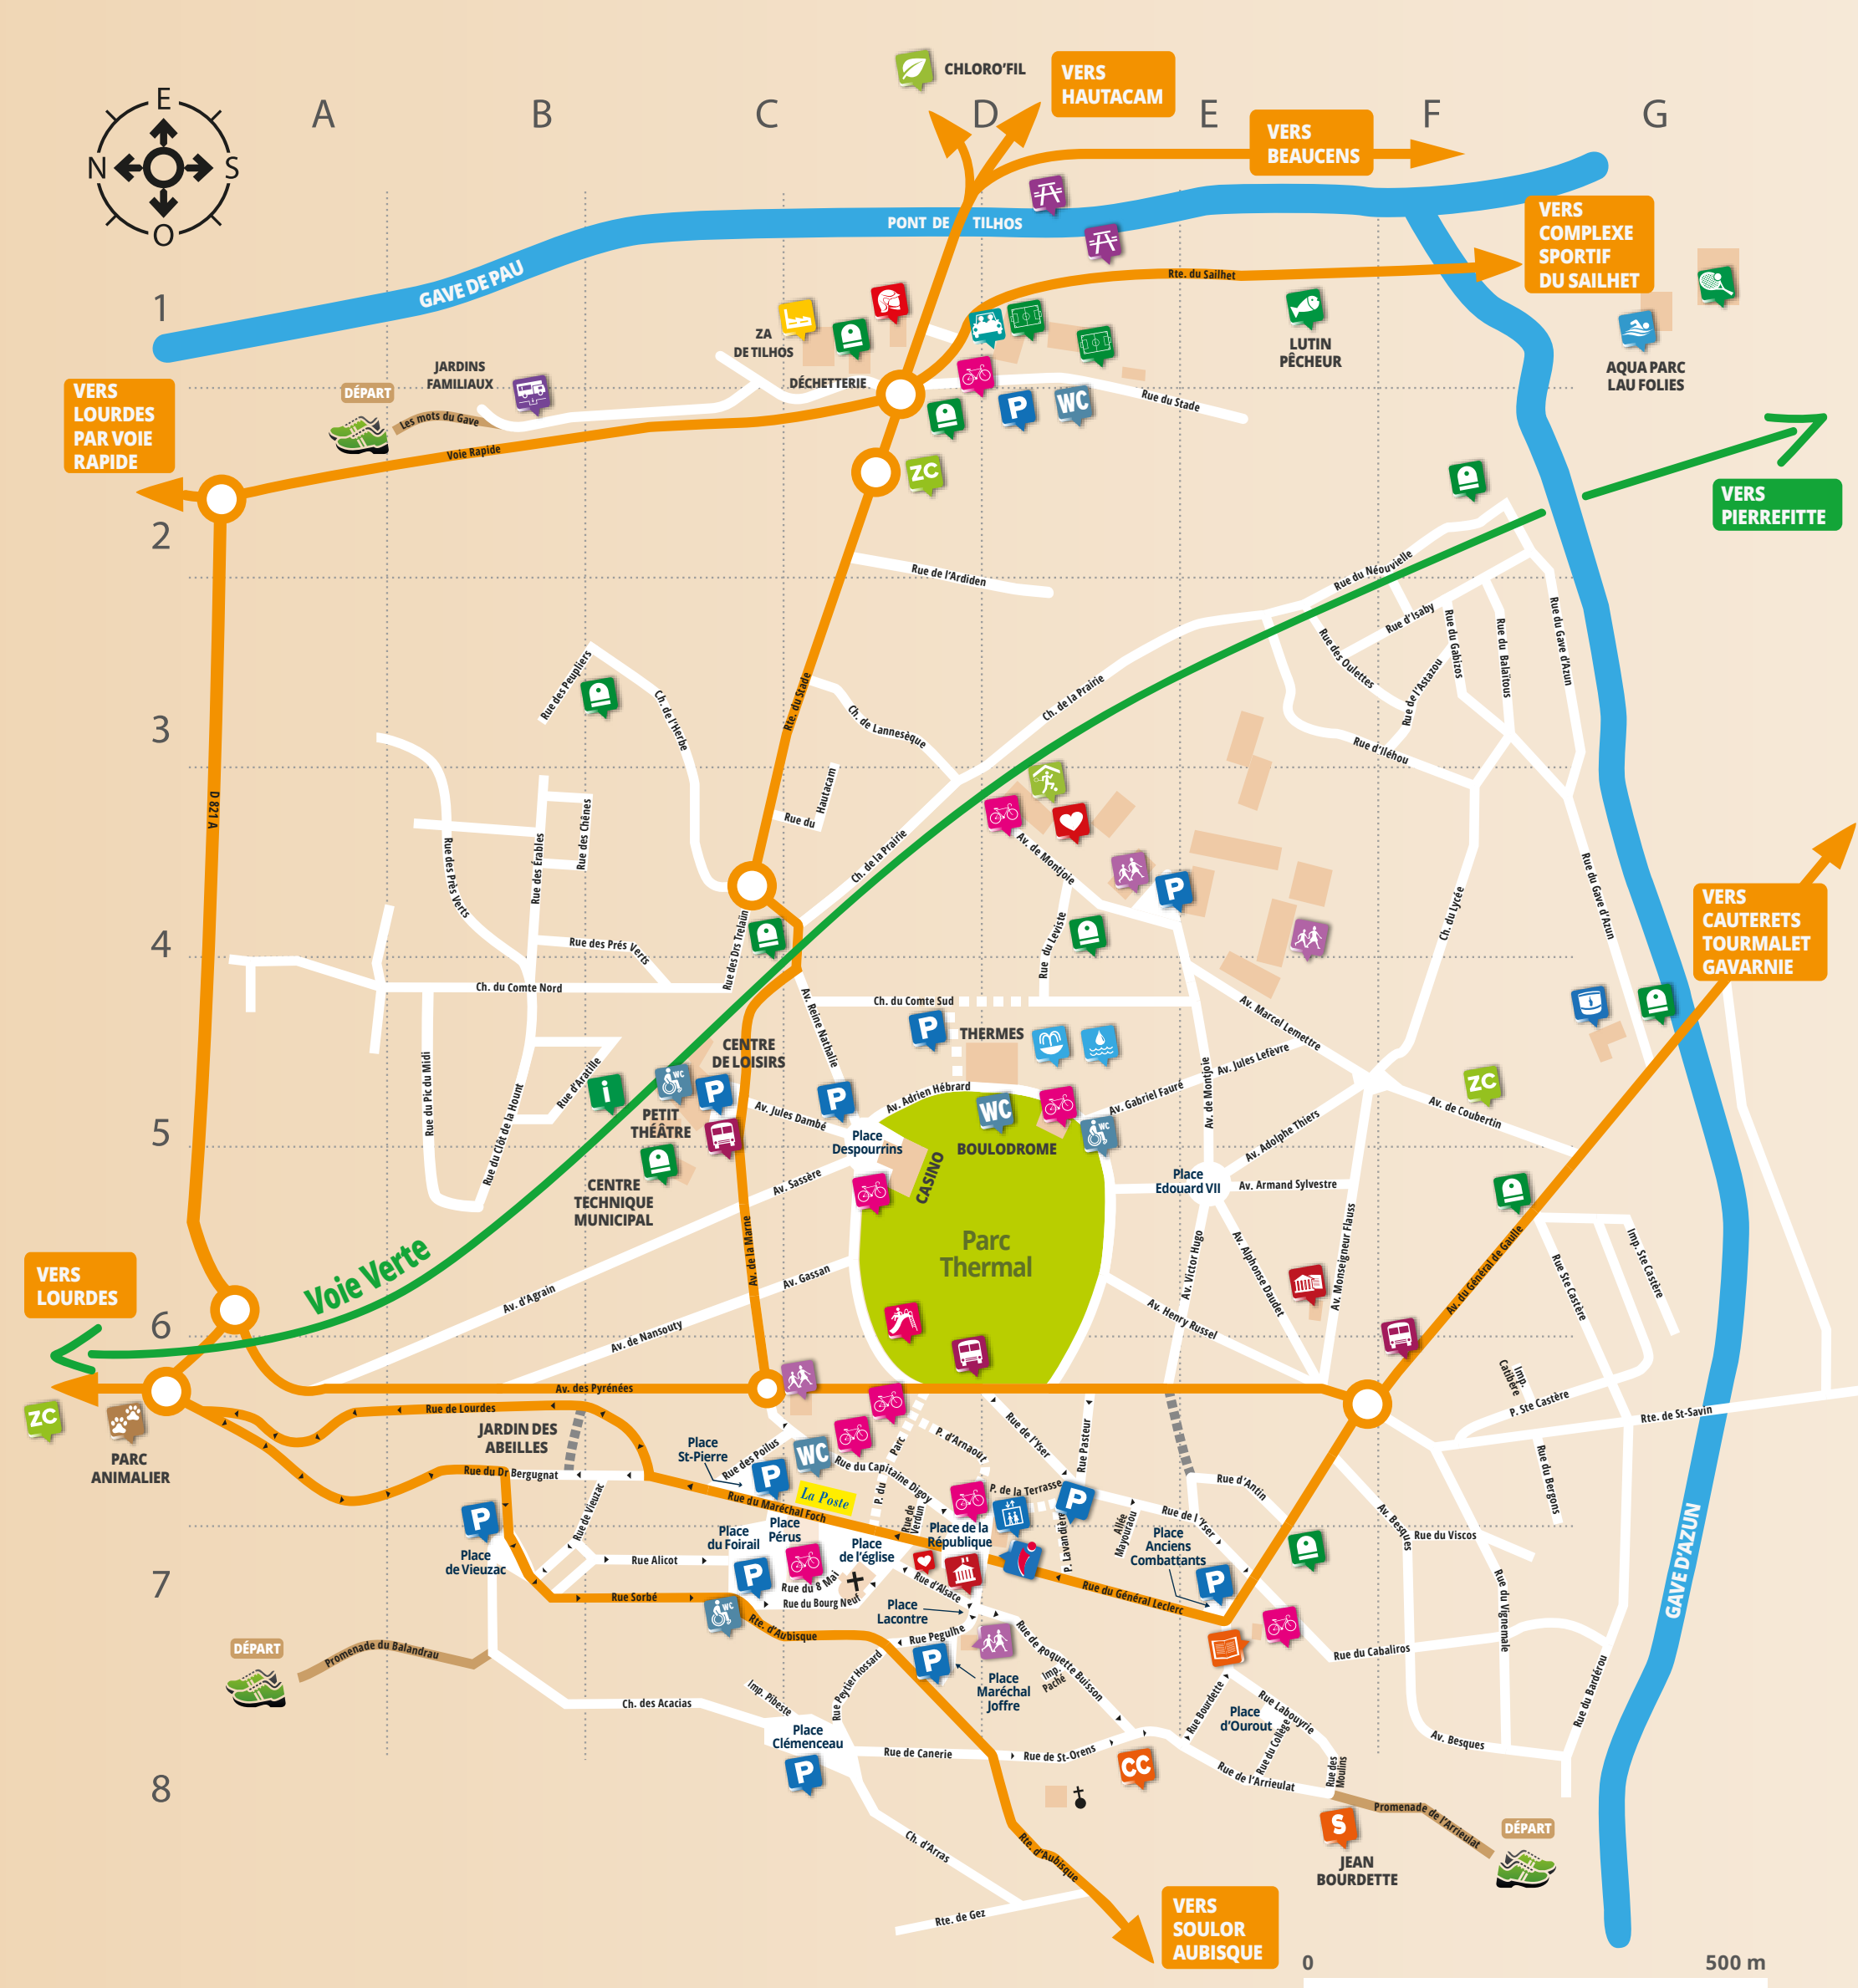 CHLORO'FIL
VERS
HAUTACAM
E
N
S
O
A
B
C
D
E
F
G
VERS
BEAUCENS
VERS
COMPLEXE
SPORTIF
DU SAILHET
PONT DE TILHOS
GAVE DE PAU
Rte. du Sailhet
1
ZA
DE TILHOS
LUTIN
PÊCHEUR
AQUA PARC
LAU FOLIES
JARDINS
FAMILIAUX
DÉCHETTERIE
VERS
LOURDES
PAR VOIE
RAPIDE
DÉPART
Les mots du Gave
Rue du Stade
P
WC
Voie Rapide
ZC
VERS
PIERREFITTE
2
Rue de l'Ardiden
Rue du Néouvielle
Rue d'Isaby
Rue des Oulettes
Rue du Gabizos
Rue du Balaïtous
Rue du Gave d'Azun
Rue de l'Astazou
Rue des Peupliers
Ch. de l'Herbe
Rte. du Stade
Ch. de Lannesèque
Ch. de la Prairie
3
Rue d'Iléhou
D 821 A
Rue du Hautacam
Rue des Prés Verts
Rue des Érables
Rue des Chênes
Ch. de la Prairie
Av. de Montjoie
P
Rue du Gave d'Azun
VERS
CAUTERETS
TOURMALET
GAVARNIE
4
Rue des Prés Verts
Rue des Drs Trelaün
Rue du Leviste
Ch. du Lycée
Ch. du Comte Nord
Ch. du Comte Sud
Av. Reine Nathalie
P
THERMES
Av. Marcel Lemettre
CENTRE
DE LOISIRS
Av. Jules Lefèvre
Rue du Pic du Midi
Rue d'Aratille
i
WC
P
P
Av. Adrien Hébrard
WC
Av. Gabriel Fauré
Av. de Montjoie
ZC
Av. de Coubertin
Rue du Clôt de la Hount
PETIT
THÉÂTRE
Av. Jules Dambé
WC
Av. Adolphe Thiers
5
Place
Despourrins
BOULODROME
CASINO
CENTRE
TECHNIQUE
MUNICIPAL
Av. Sassère
Place
Edouard VII
Av. Armand Sylvestre
Parc
Thermal
Voie Verte
VERS
LOURDES
Av. de la Marne
Av. Gassan
Av. d'Agrain
Av. Victor Hugo
Av. Alphonse Daudet
Av. Monseigneur Flauss
Av. du Général de Gaulle
Rue Ste Castère
Imp. Ste Castère
6
Av. de Nansouty
Av. Henry Russel
Av. des Pyrénées
Imp.
Catibère
P. Ste Castère
Rte. de St-Savin
ZC
PARC
ANIMALIER
Rue de Lourdes
JARDIN DES
ABEILLES
Rue du Dr Bergugnat
Place
St-Pierre
Rue des Poilus
P
WC
Rue du Capitaine Digoy
P. du Parc
P. d'Arnaout
Rue de l'Yser
Rue Pasteur
P. de la Terrasse
P
Rue d'Antin
Rue du Bergons
La Poste
Rue du Maréchal Foch
P
Rue de Vieuzac
Place
Pérus
Place
du Foirail
Rue de
Verdun
Place de la
République
P. Lavedière
Allée
Mayouraou
Rue de l'Yser
Place
Anciens
Combattants
Av. Besques
Rue du Viscos
Place
de Vieuzac
Rue Alicot
P
Place
de l'église
7
Rue Sorbé
Rue du 8 Mai
Rue du Bourg Neuf
Rue d'Alsace
Rue du Général Leclerc
P
Rue du Vignemale
WC
Rte. d'Aubisque
Place
Lacontre
Rue Pegulhe
P
Rue de Roquette Buisson
Imp.
Paché
Place
Maréchal
Joffre
Rue du Cabaliros
DÉPART
Promenade du Balandrau
Ch. des Acacias
Imp. Pibeste
Rue Peytier Hossard
Place
Clémenceau
P
Rue de Canerie
Rue de St-Orens
CC
Rue Bourdette
Place
d'Ourout
Rue Labouyrie
Rue du Collège
Rue de l'Arrieulat
Rue des
Moulins
Av. Besques
Rue du Bardérou
GAVE D'AZUN
8
Promenade de l'Arrieulat
DÉPART
S
JEAN
BOURDETTE
Ch. d'Arras
Rte. d'Aubisque
Rte. de Gez
VERS
SOULOR
AUBISQUE
0
500 m